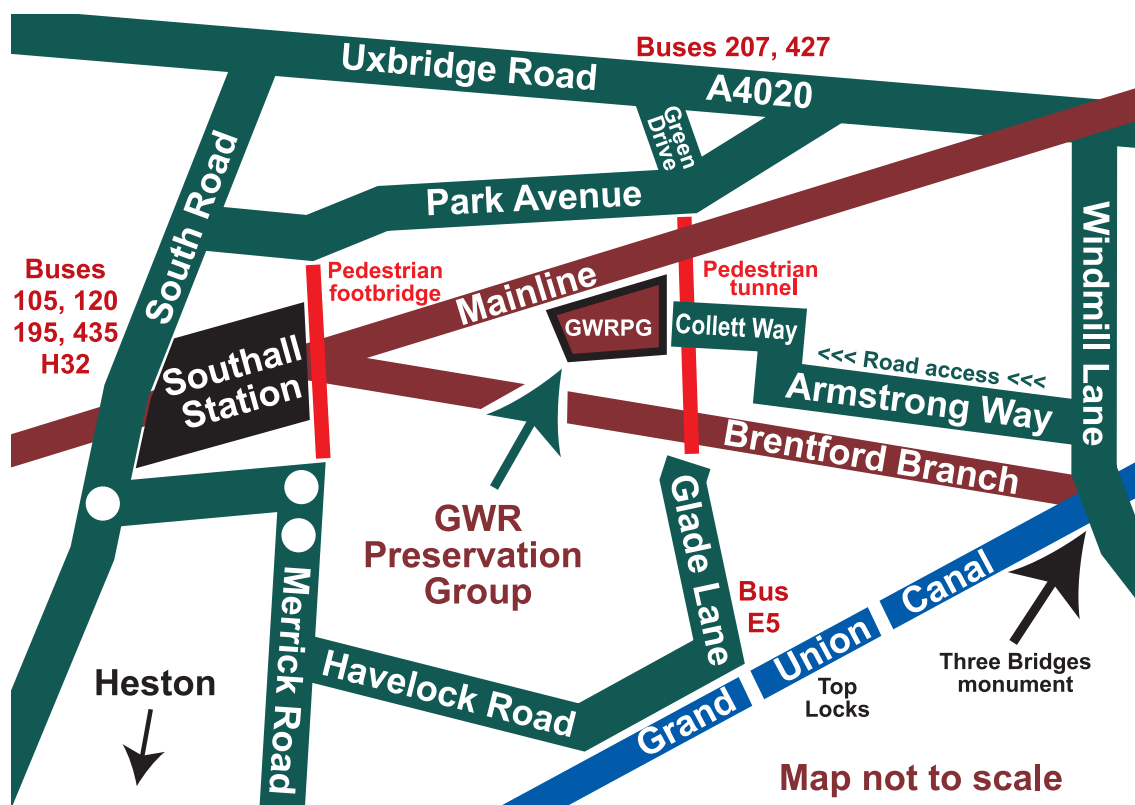 Buses 207, 427
Uxbridge Road
A4020
Green
Drive
South Road
Park Avenue
Windmill Lane
Buses
105, 120
195, 435
H32
Pedestrian
footbridge
Mainline
Pedestrian
tunnel
GWRPG
Collett Way
<<< Road access <<<
Southall
Station
Armstrong Way
Brentford Branch
GWR
Preservation
Group
Glade Lane
Merrick Road
Bus
E5
Havelock Road
Grand Union Canal
Three Bridges
monument
Top
Locks
Heston
Map not to scale